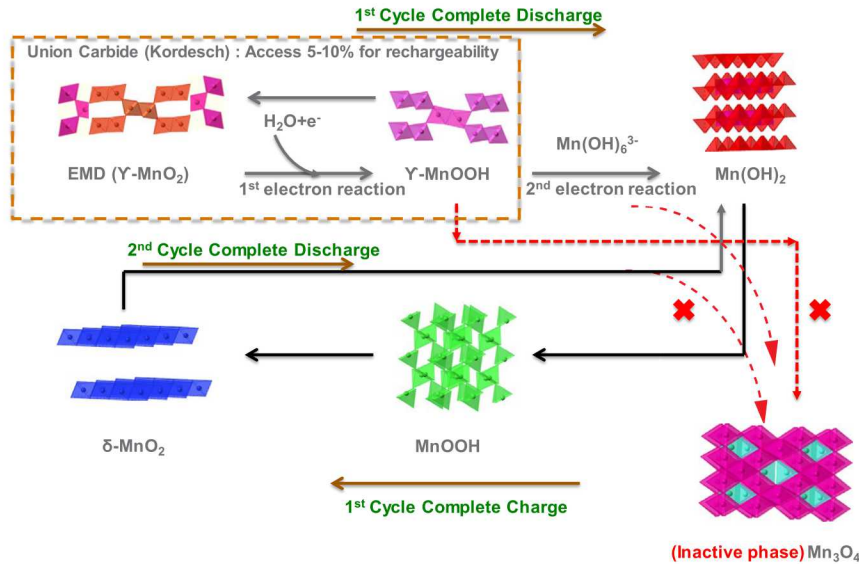 1st Cycle Complete Discharge
Union Carbide (Kordesch) : Access 5-10% for rechargeability
H2O+e-
Mn(OH)6 3-
EMD (ϒ-MnO2)
1st electron reaction
ϒ-MnOOH
2nd electron reaction
Mn(OH)2
2nd Cycle Complete Discharge
δ-MnO2
MnOOH
1st Cycle Complete Charge
(Inactive phase) Mn3O4